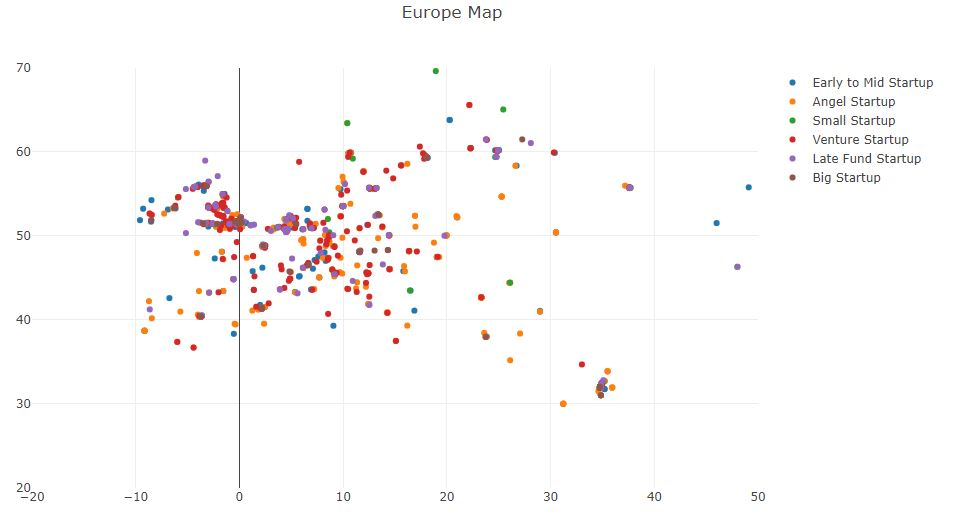 Europe Map
70
60
50
40
30
20
−20
−10
0
10
20
30
40
50
Early to Mid Startup
Angel Startup
Small Startup
Venture Startup
Late Fund Startup
Big Startup